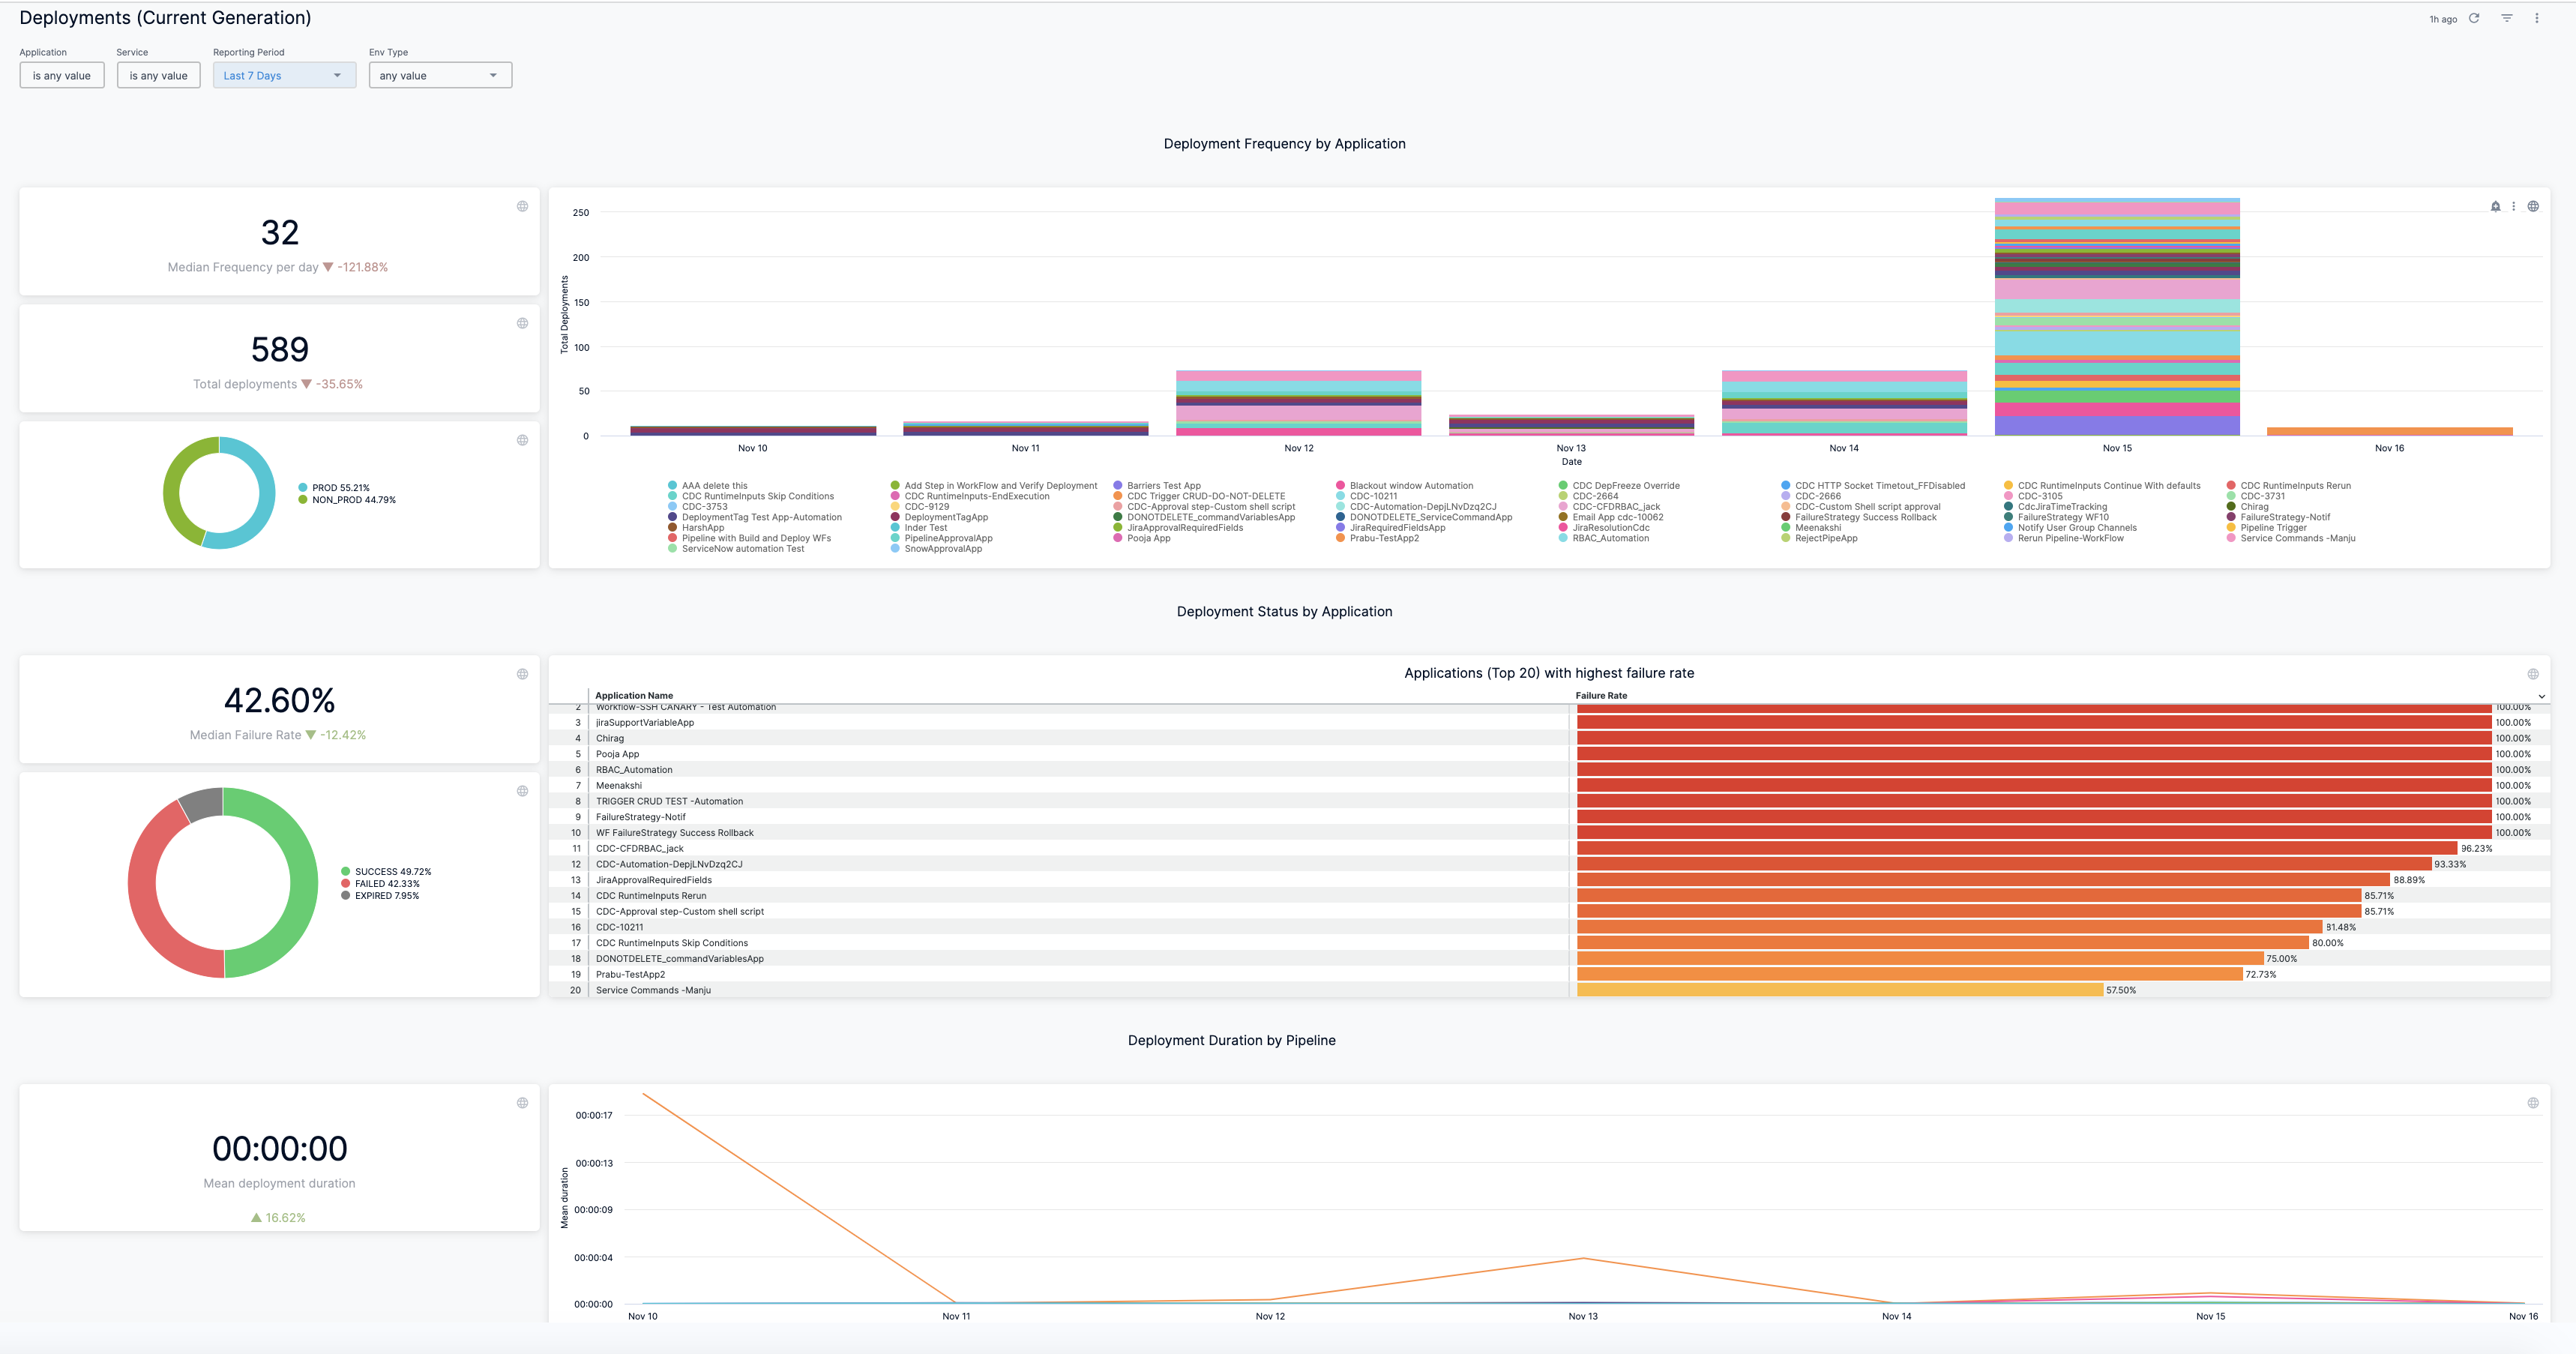 Deployments (Current Generation)
1h ago
Application Service Reporting Period Env Type
is any value is any value Last 7 Days any value
Deployment Frequency by Application
32
Median Frequency per day ▼ -121.88%
589
Total deployments ▼ -35.65%
PROD 55.21%
NON_PROD 44.79%
Total Deployments
250
200
150
100
50
0
Nov 10 Nov 11 Nov 12 Nov 13 Nov 14 Nov 15 Nov 16
Date
AAA delete this Add Step in WorkFlow and Verify Deployment Barriers Test App Blackout window Automation CDC DepFreeze Override CDC HTTP Socket Timetout_FFDisabled CDC RuntimeInputs Continue With defaults CDC RuntimeInputs Rerun
CDC RuntimeInputs Skip Conditions CDC RuntimeInputs-EndExecution CDC Trigger CRUD-DO-NOT-DELETE CDC-10211 CDC-2664 CDC-2666 CDC-3105 CDC-3731
CDC-3753 CDC-9129 CDC-Approval step-Custom shell script CDC-Automation-DepjLNvDzq2CJ CDC-CFDRBAC_jack CDC-Custom Shell script approval CdcJiraTimeTracking Chirag
DeploymentTag Test App-Automation DeploymentTagApp DONOTDELETE_commandVariablesApp DONOTDELETE_ServiceCommandApp Email App cdc-10062 FailureStrategy Success Rollback FailureStrategy WF10 FailureStrategy-Notif
HarshApp Inder Test JiraApprovalRequiredFields JiraRequiredFieldsApp JiraResolutionCdc Meenakshi Notify User Group Channels Pipeline Trigger
Pipeline with Build and Deploy WFs PipelineApprovalApp Pooja App Prabu-TestApp2 RBAC_Automation RejectPipeApp Rerun Pipeline-WorkFlow Service Commands -Manju
ServiceNow automation Test SnowApprovalApp
Deployment Status by Application
42.60%
Median Failure Rate ▼ -12.42%
SUCCESS 49.72%
FAILED 42.33%
EXPIRED 7.95%
Applications (Top 20) with highest failure rate
Application Name Failure Rate
2 Workflow-SSH CANARY - Test Automation 100.00%
3 jiraSupportVariableApp 100.00%
4 Chirag 100.00%
5 Pooja App 100.00%
6 RBAC_Automation 100.00%
7 Meenakshi 100.00%
8 TRIGGER CRUD TEST -Automation 100.00%
9 FailureStrategy-Notif 100.00%
10 WF FailureStrategy Success Rollback 100.00%
11 CDC-CFDRBAC_jack 96.23%
12 CDC-Automation-DepjLNvDzq2CJ 93.33%
13 JiraApprovalRequiredFields 88.89%
14 CDC RuntimeInputs Rerun 85.71%
15 CDC-Approval step-Custom shell script 85.71%
16 CDC-10211 81.48%
17 CDC RuntimeInputs Skip Conditions 80.00%
18 DONOTDELETE_commandVariablesApp 75.00%
19 Prabu-TestApp2 72.73%
20 Service Commands -Manju 57.50%
Deployment Duration by Pipeline
00:00:00
Mean deployment duration
▲ 16.62%
Mean duration
00:00:17
00:00:13
00:00:09
00:00:04
00:00:00
Nov 10 Nov 11 Nov 12 Nov 13 Nov 14 Nov 15 Nov 16